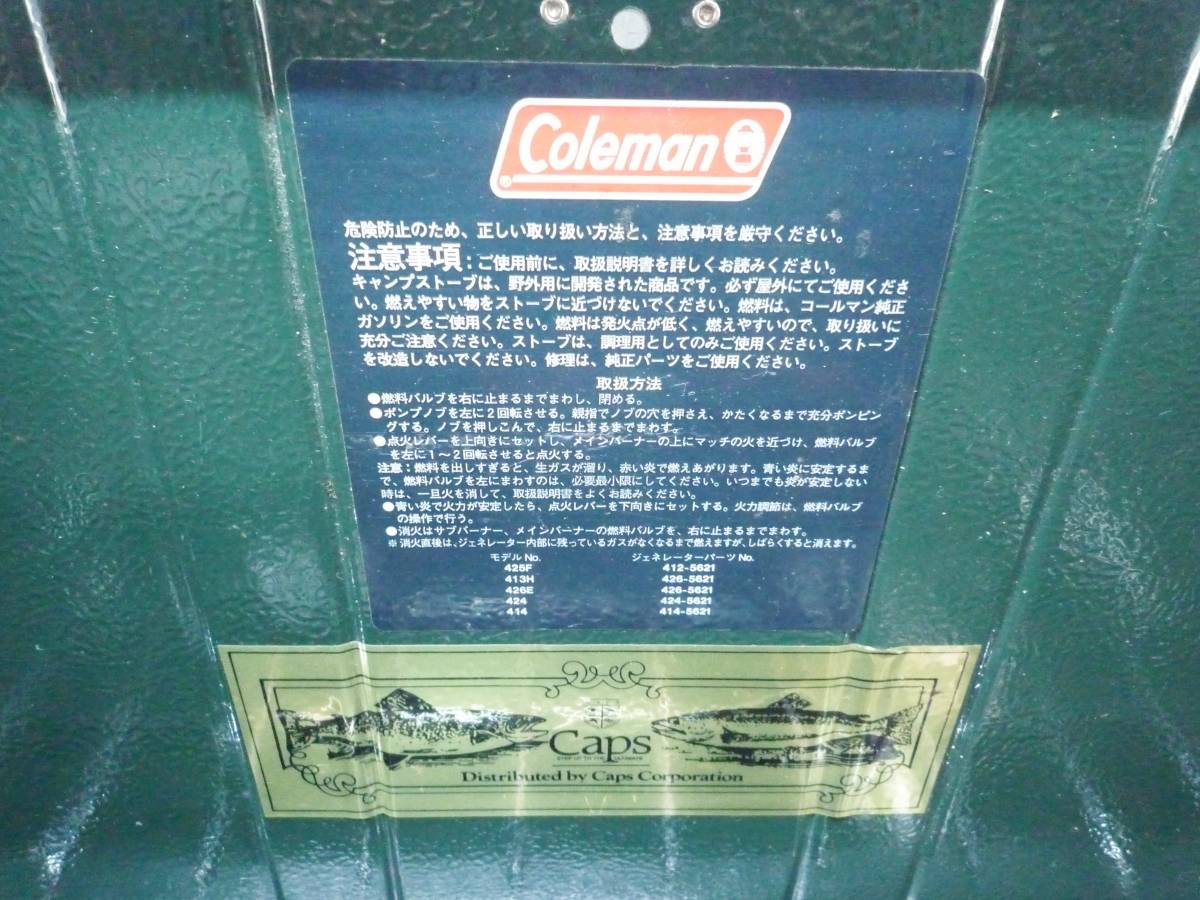 Coleman
®
危険防止のため、正しい取り扱い方法と、注意事項を厳守ください。
注意事項:ご使用前に、取扱説明書を詳しくお読みください。
キャンプストーブは、野外用に開発された商品です。必ず屋外にてご使用くださ
い。燃えやすい物をストーブに近づけないでください。燃料は、コールマン純正
ガソリンをご使用ください。燃料は発火点が低く、燃えやすいので、取り扱いに
充分ご注意ください。ストーブは、調理用としてのみご使用ください。ストーブ
を改造しないでください。修理は、純正パーツをご使用ください。
取扱方法
●燃料バルブを右に止まるまでまわし、閉める。
●ポンプノブを左に2回転させる。親指でノブの穴を押さえ、かたくなるまで充分ポンピン
グする。ノブを押しこんで、右に止まるまでまわす。
●点火レバーを上向きにセットし、メインバーナーの上にマッチの火を近づけ、燃料バルブ
を左に1〜2回転させると点火する。
注意:燃料を出しすぎると、生ガスが溜り、赤い炎で燃えあがります。青い炎に安定するま
で、燃料バルブを左にまわすのは、必要最小限にしてください。いつまでも炎が安定しない
時は、一旦火を消して、取扱説明書をよくお読みください。
●青い炎で火力が安定したら、点火レバーを下向きにセットする。火力調節は、燃料バルブ
の操作で行う。
●消火はサブバーナー、メインバーナーの燃料バルブを、右に止まるまでまわす。
※消火直後は、ジェネレーター内部に残っているガスがなくなるまで燃えますが、しばらくすると消えます。
モデルNo. ジェネレーターパーツNo.
425F 412-5621
413H 426-5621
426E 426-5621
424 424-5621
414 414-5621
Caps
STEP UP TO THE ULTIMATE
Distributed by Caps Corporation